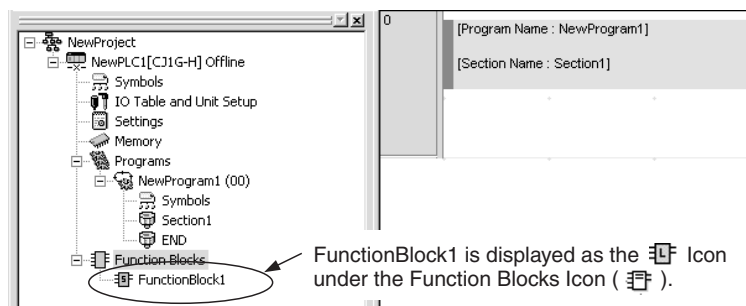 NewProject
NewPLC1[CJ1G-H] Offline
Symbols
IO Table and Unit Setup
Settings
Memory
Programs
NewProgram1 (00)
Symbols
Section1
END
Function Blocks
FunctionBlock1
0
[Program Name : NewProgram1]
[Section Name : Section1]
FunctionBlock1 is displayed as the L Icon
under the Function Blocks Icon ( ).